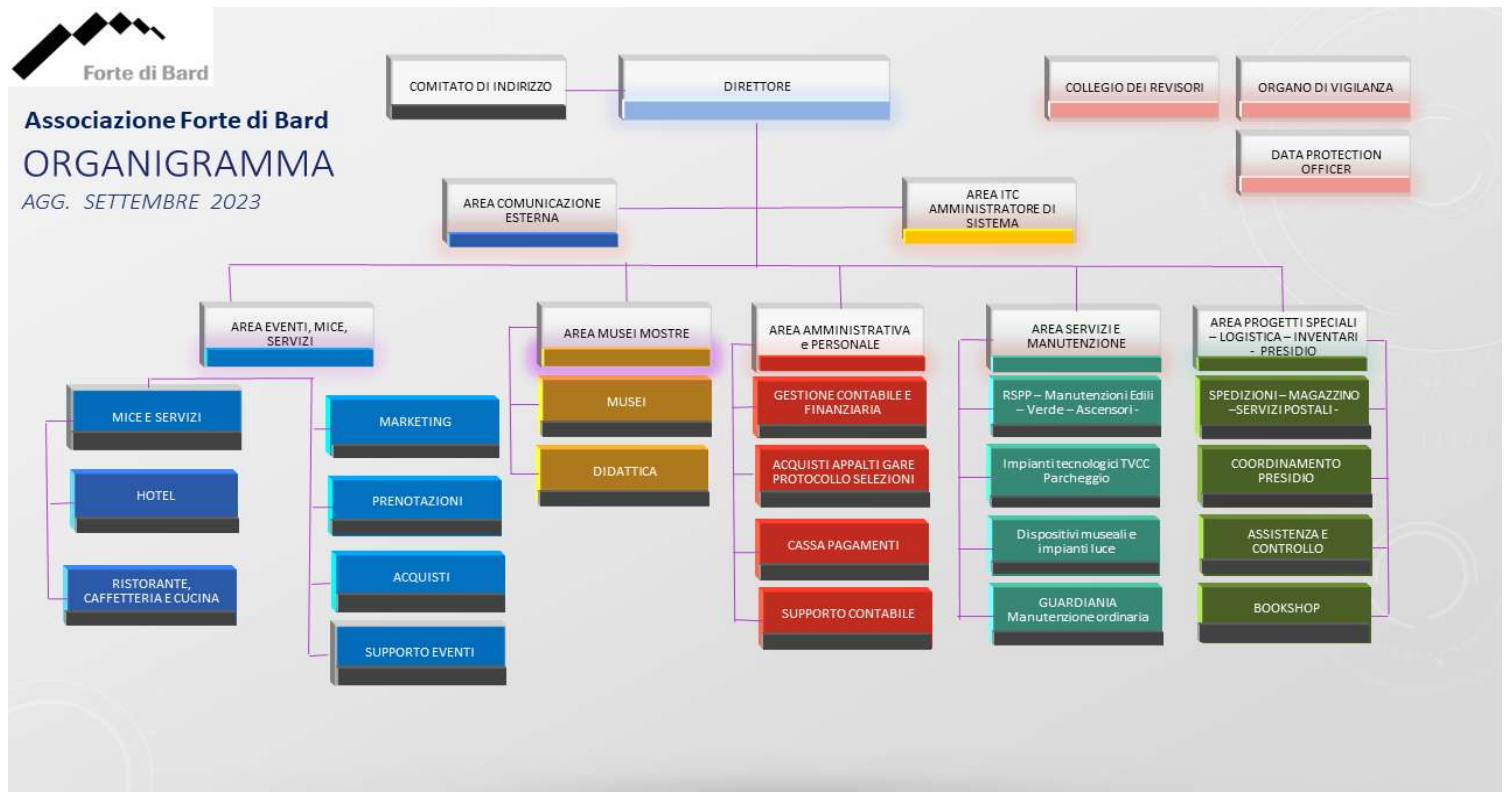 Forte di Bard
Associazione Forte di Bard
ORGANIGRAMMA
AGG. SETTEMBRE 2023
COMITATO DI INDIRIZZO
DIRETTORE
COLLEGIO DEI REVISORI
ORGANO DI VIGILANZA
DATA PROTECTION
OFFICER
AREA COMUNICAZIONE
ESTERNA
AREA ITC
AMMINISTRATORE DI
SISTEMA
AREA EVENTI, MICE,
SERVIZI
MICE E SERVIZI
HOTEL
RISTORANTE,
CAFFETTERIA E CUCINA
MARKETING
PRENOTAZIONI
ACQUISTI
SUPPORTO EVENTI
AREA MUSEI MOSTRE
MUSEI
DIDATTICA
AREA AMMINISTRATIVA
e PERSONALE
GESTIONE CONTABILE E
FINANZIARIA
ACQUISTI APPALTI GARE
PROTOCOLLO SELEZIONI
CASSA PAGAMENTI
SUPPORTO CONTABILE
AREA SERVIZI E
MANUTENZIONE
RSPP – Manutenzioni Edili
– Verde – Ascensori -
Impianti tecnologici TVCC
Parcheggio
Dispositivi museali e
impianti luce
GUARDIANIA
Manutenzione ordinaria
AREA PROGETTI SPECIALI
– LOGISTICA – INVENTARI
- PRESIDIO
SPEDIZIONI – MAGAZZINO
–SERVIZI POSTALI -
COORDINAMENTO
PRESIDIO
ASSISTENZA E
CONTROLLO
BOOKSHOP